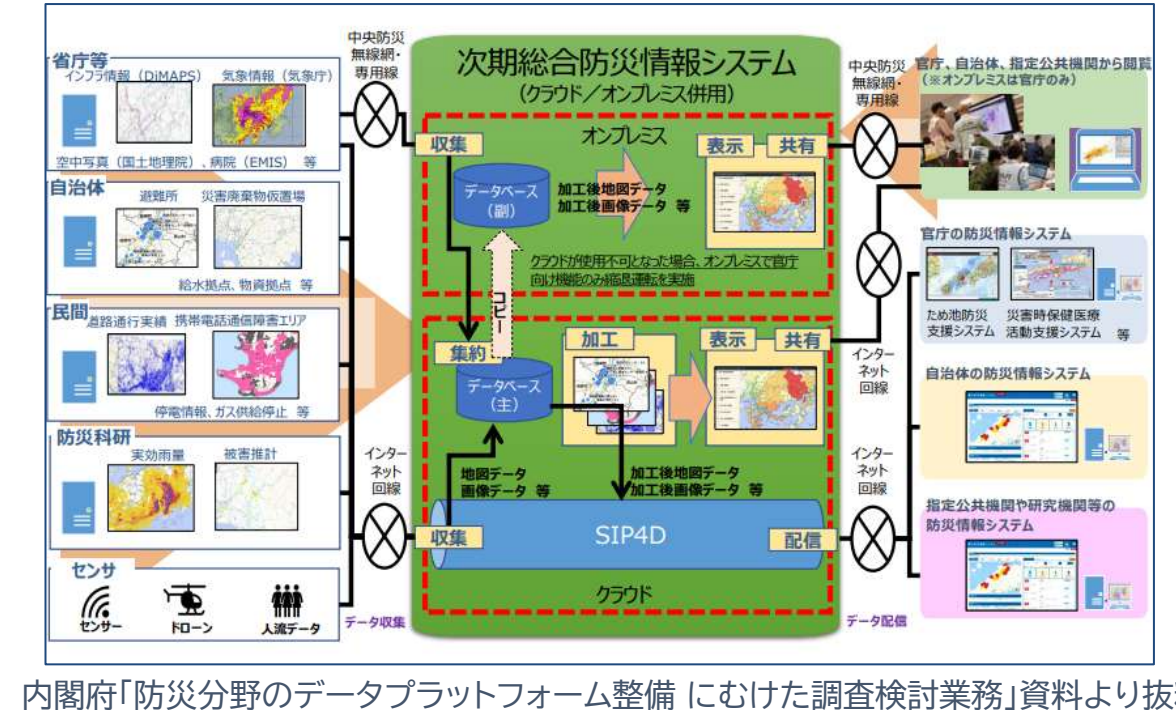 省庁等
インフラ情報（DiMAPS）
気象情報（気象庁）
空中写真（国土地理院）、病院（EMIS） 等
自治体
避難所
災害廃棄物仮置場
給水拠点、物資拠点 等
民間
道路通行実績
携帯電話通信障害エリア
停電情報、ガス供給停止 等
防災科研
実効雨量
被害推計
センサ
センサー
ドローン
人流データ
中央防災
無線網・
専用線
インター
ネット
回線
データ収集
次期総合防災情報システム
（クラウド／オンプレミス併用）
オンプレミス
収集
データベース
（副）
加工後地図データ
加工後画像データ 等
表示
共有
クラウドが使用不可となった場合、オンプレミスで官庁
向け機能のみ縮退運転を実施
コピー
集約
データベース
（主）
加工
表示
共有
地図データ
画像データ 等
加工後地図データ
加工後画像データ 等
収集
SIP4D
配信
クラウド
中央防災
無線網・
専用線
インター
ネット
回線
インター
ネット
回線
データ配信
官庁、自治体、指定公共機関から閲覧
（※オンプレミスは官庁のみ）
官庁の防災情報システム
ため池防災
支援システム
災害時保健医療
活動支援システム 等
自治体の防災情報システム
指定公共機関や研究機関等の
防災情報システム
内閣府「防災分野のデータプラットフォーム整備 にむけた調査検討業務」資料より抜